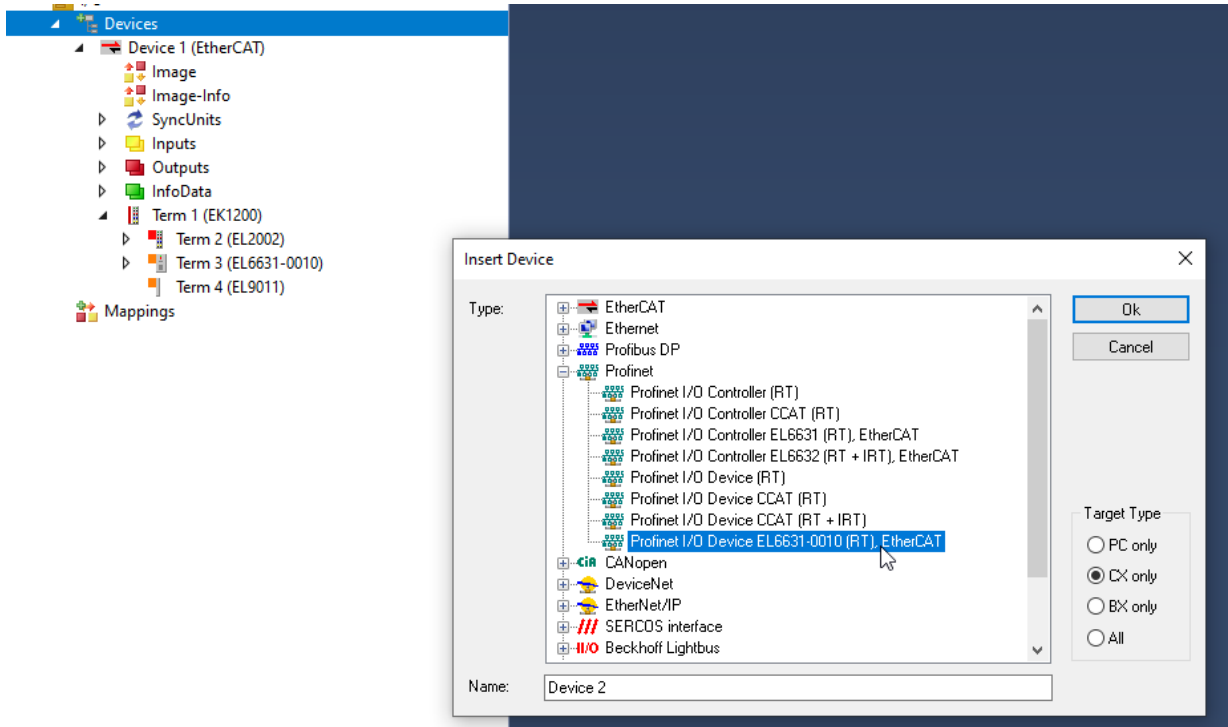 Devices
Device 1 (EtherCAT)
Image
Image-Info
SyncUnits
Inputs
Outputs
InfoData
Term 1 (EK1200)
Term 2 (EL2002)
Term 3 (EL6631-0010)
Term 4 (EL9011)
Mappings
Insert Device
Type:
EtherCAT
Ethernet
Profibus DP
Profinet
Profinet I/O Controller (RT)
Profinet I/O Controller CCAT (RT)
Profinet I/O Controller EL6631 (RT), EtherCAT
Profinet I/O Controller EL6632 (RT + IRT), EtherCAT
Profinet I/O Device (RT)
Profinet I/O Device CCAT (RT)
Profinet I/O Device CCAT (RT + IRT)
Profinet I/O Device EL6631-0010 (RT), EtherCAT
CiA CANopen
DeviceNet
EtherNet/IP
SERCOS interface
II/O Beckhoff Lightbus
Ok
Cancel
Target Type
PC only
CX only
BX only
All
Name:
Device 2